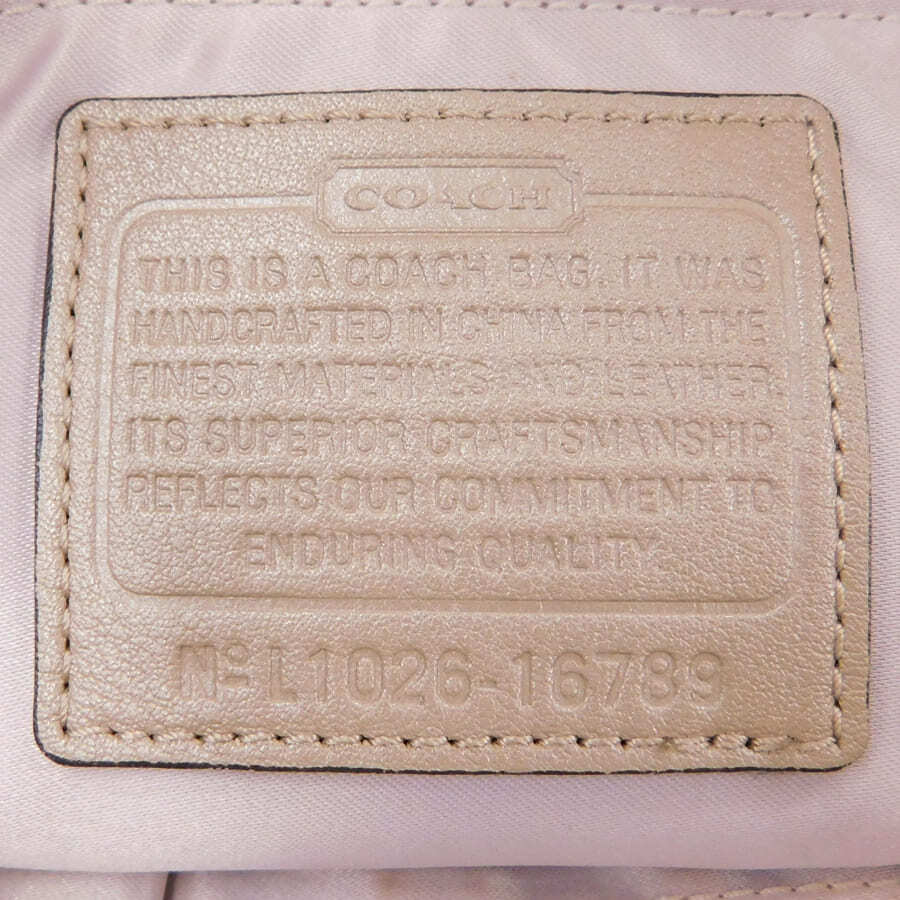 COACH
THIS IS A COACH BAG. IT WAS
HANDCRAFTED IN CHINA FROM THE
FINEST MATERIALS AND LEATHER.
ITS SUPERIOR CRAFTSMANSHIP
REFLECTS OUR COMMITMENT TO
ENDURING QUALITY.
No L1026-16789